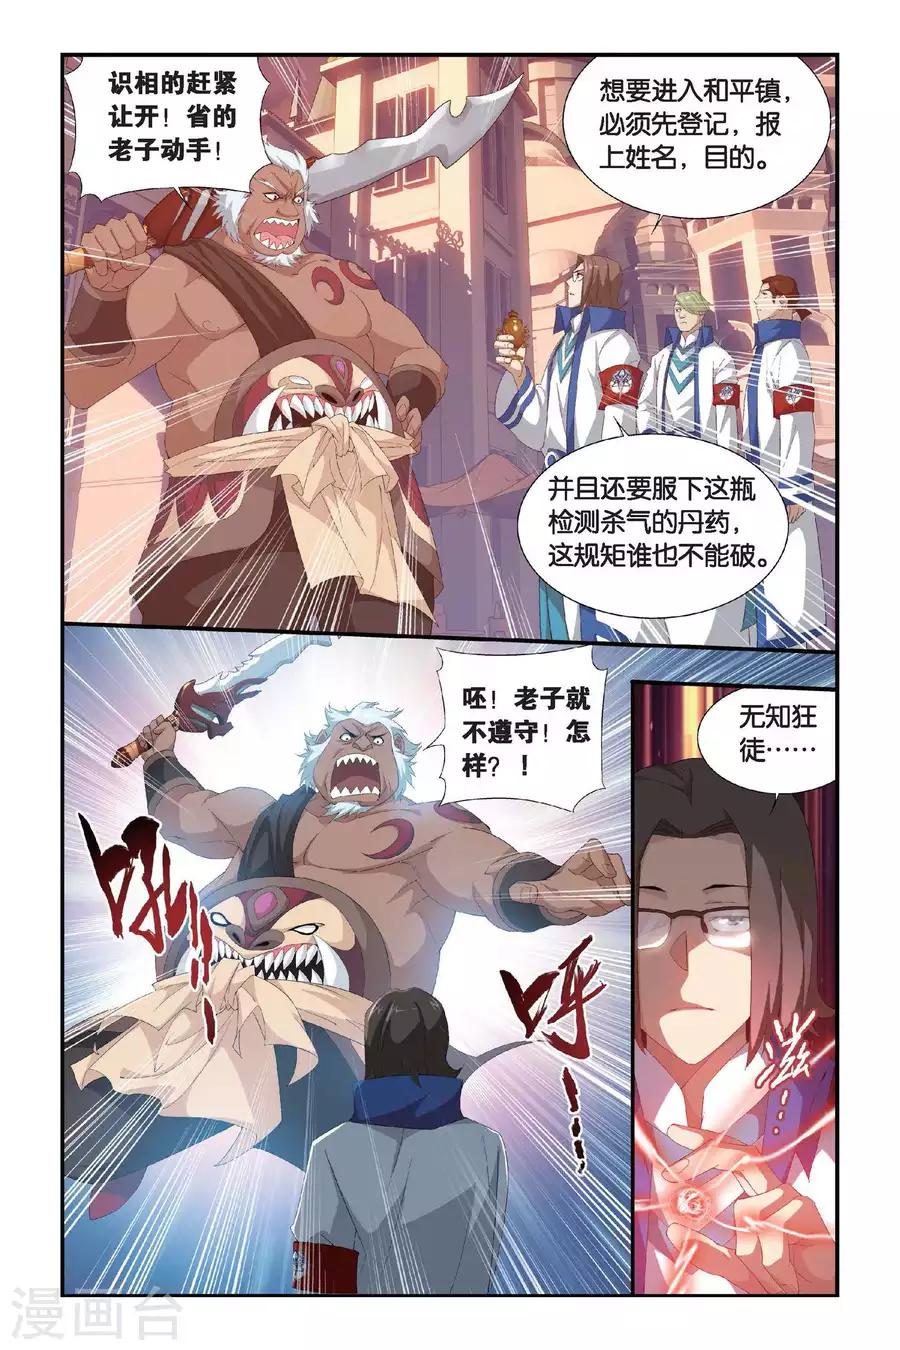 识相的赶紧
让开！省的
老子动手！
想要进入和平镇，
必须先登记，报
上姓名，目的。
并且还要服下这瓶
检测杀气的丹药，
这规矩谁也不能破。
呸！老子就
不遵守！怎
样？！
无知狂
徒……
吼!!!
呼……
滋…
漫画台